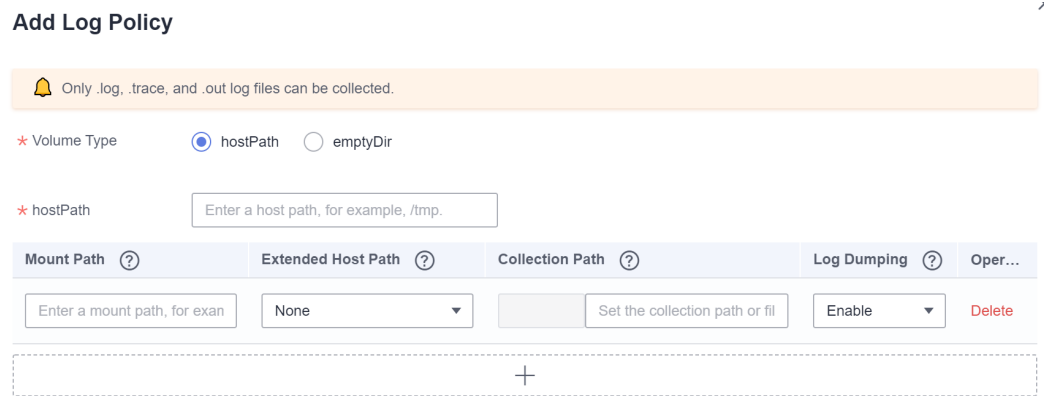 Add Log Policy
Only .log, .trace, and .out log files can be collected.
* Volume Type hostPath emptyDir
* hostPath Enter a host path, for example, /tmp.
Mount Path ? Extended Host Path ? Collection Path ? Log Dumping ? Oper...
Enter a mount path, for exan None Set the collection path or fil Enable Delete
+